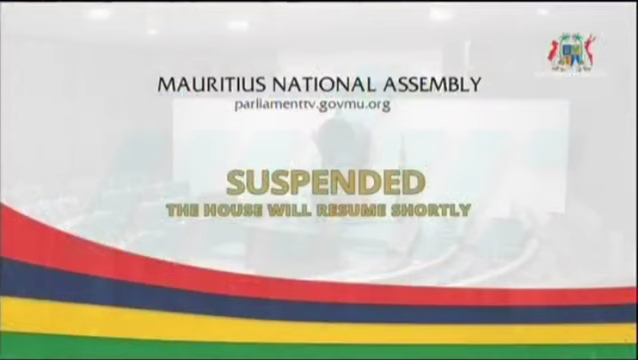 MAURITIUS NATIONAL ASSEMBLY
parliamenttv.govmu.org
SUSPENDED
THE HOUSE WILL RESUME SHORTLY